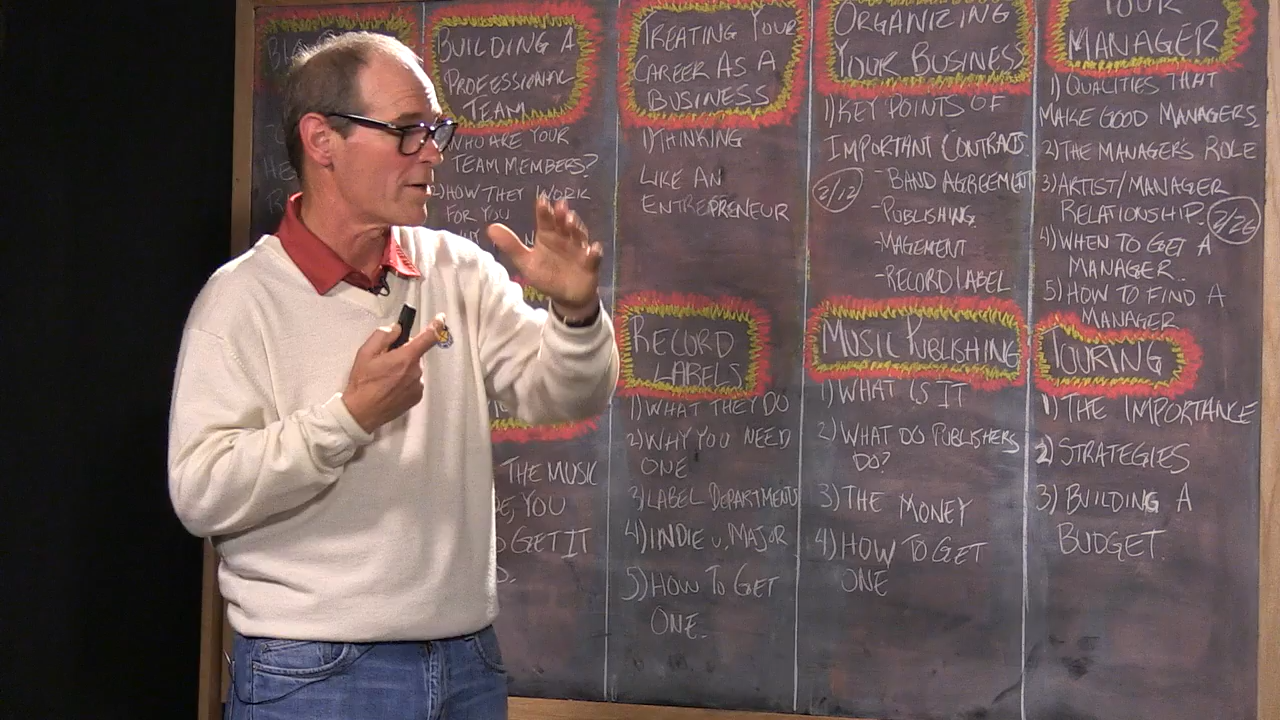 BUILDING A
PROFESSIONAL
TEAM
WHO ARE YOUR
TEAM MEMBERS?
2) HOW THEY WORK
FOR YOU
THE MUSIC
YOU
GET IT
TREATING YOUR
CAREER AS A
BUSINESS
1) THINKING
LIKE AN
ENTREPRENEUR
RECORD
LABELS
1) WHAT THEY DO
2) WHY YOU NEED
ONE
3) LABEL DEPARTMENTS
4) INDIE v. MAJOR
5) HOW TO GET
ONE.
ORGANIZING
YOUR BUSINESS
1) KEY POINTS OF
IMPORTANT CONTRACTS
2/12 - BAND AGREEMENT
- PUBLISHING
- MAGEMENT
- RECORD LABEL
MUSIC PUBLISHING
1) WHAT IS IT
2) WHAT DO PUBLISHERS
DO?
3) THE MONEY
4) HOW TO GET
ONE
YOUR
MANAGER
1) QUALITIES THAT
MAKE GOOD MANAGERS.
2) THE MANAGER'S ROLE
3) ARTIST/MANAGER
RELATIONSHIP. 2/26
4) WHEN TO GET A
MANAGER.
5) HOW TO FIND A
MANAGER
TOURING
1) THE IMPORTANCE
2) STRATEGIES
3) BUILDING A
BUDGET.